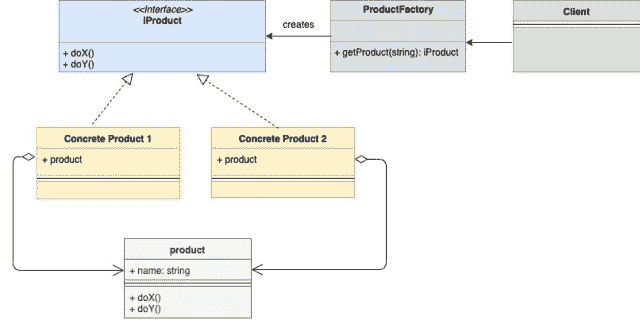 <<Interface>>
iProduct
+ doX()
+ doY()
creates
ProductFactory
+ getProduct(string): iProduct
Client
Concrete Product 1
+ product
Concrete Product 2
+ product
product
+ name: string
+ doX()
+ doY()